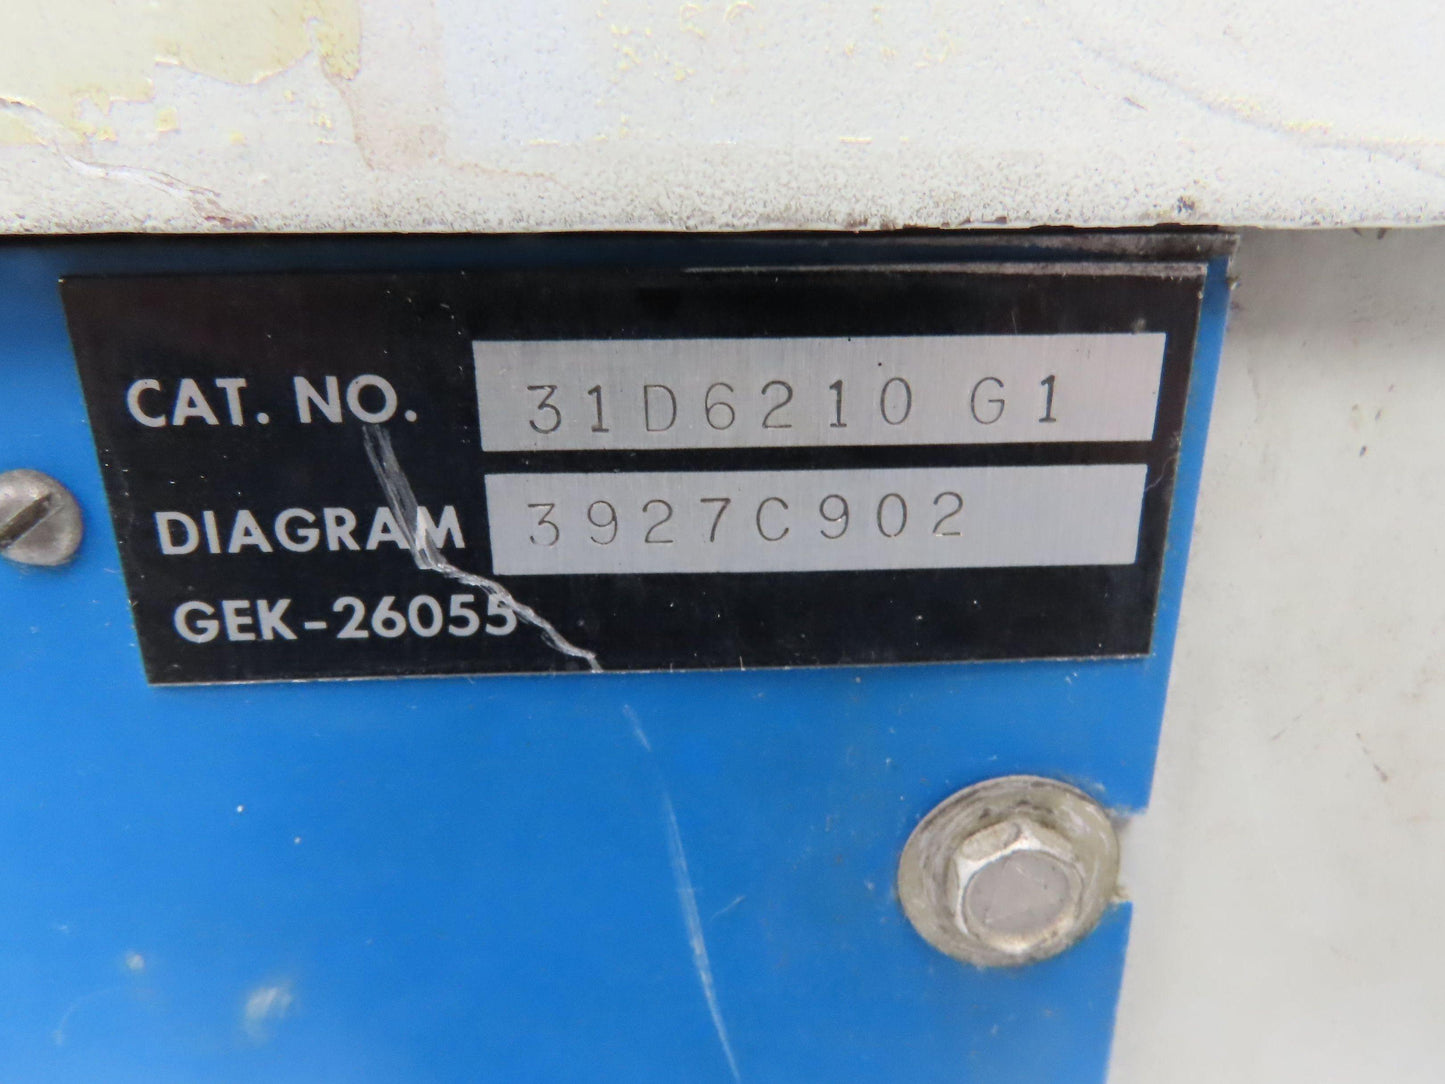 CAT. NO. 31D6210 G1
DIAGRAM 3927C902
GEK-26055